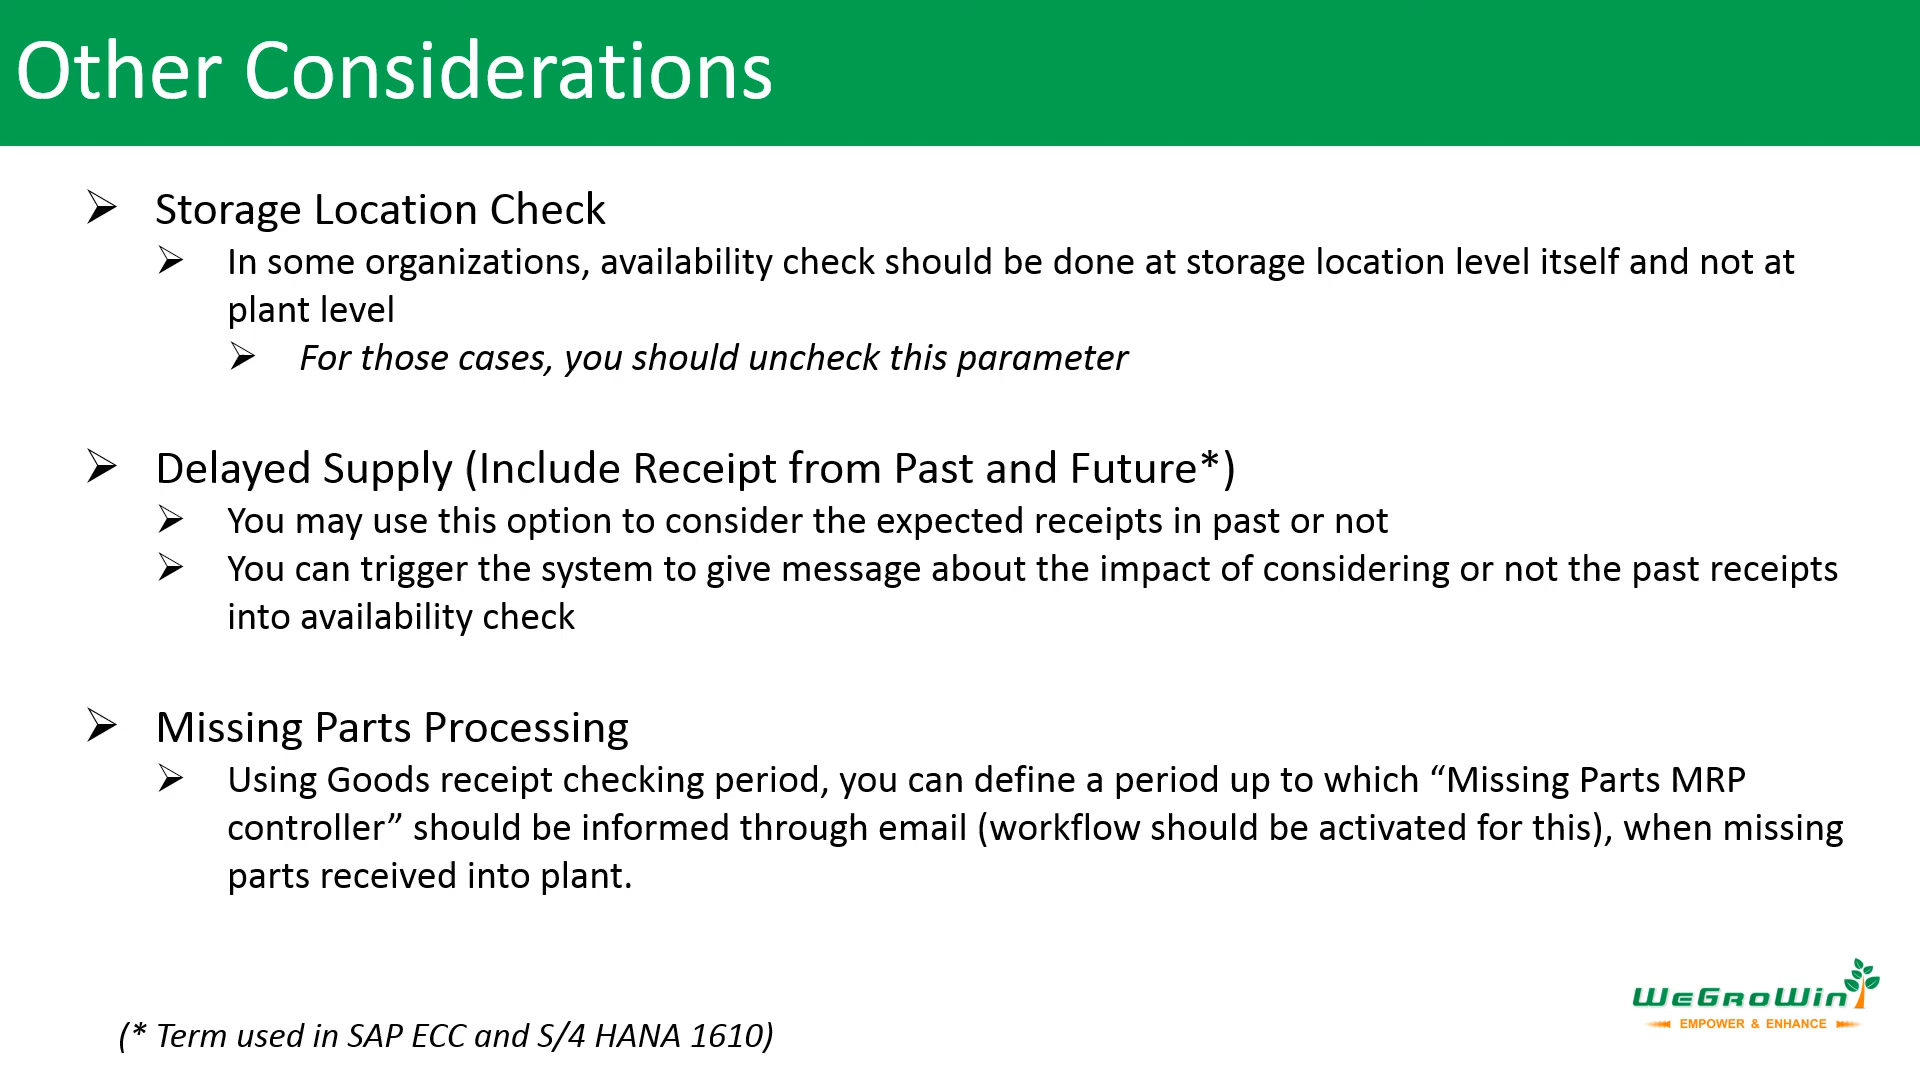 Other Considerations
Storage Location Check
In some organizations, availability check should be done at storage location level itself and not at
plant level
For those cases, you should uncheck this parameter
Delayed Supply (Include Receipt from Past and Future*)
You may use this option to consider the expected receipts in past or not
You can trigger the system to give message about the impact of considering or not the past receipts
into availability check
Missing Parts Processing
Using Goods receipt checking period, you can define a period up to which “Missing Parts MRP
controller” should be informed through email (workflow should be activated for this), when missing
parts received into plant.
WeGroWin
EMPOWER & ENHANCE
(* Term used in SAP ECC and S/4 HANA 1610)